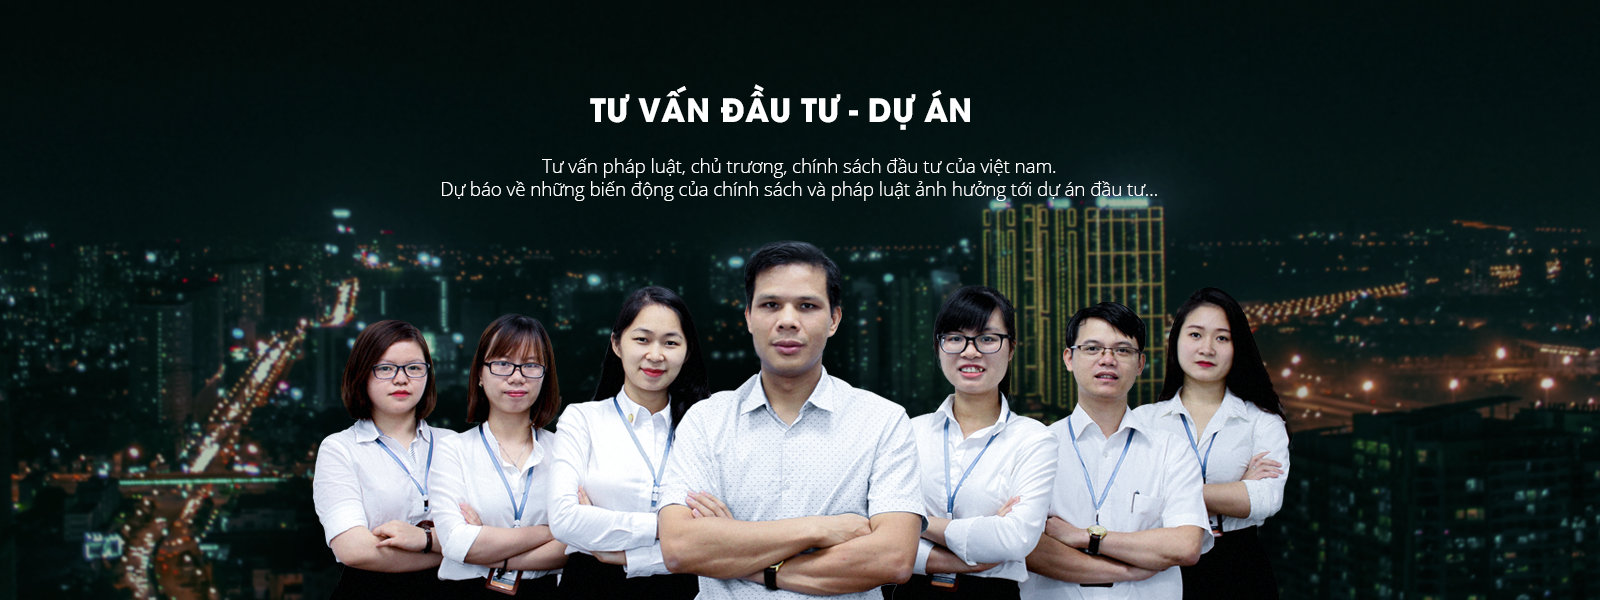 TƯ VẤN ĐẦU TƯ - DỰ ÁN
Tư vấn pháp luật, chủ trương, chính sách đầu tư của việt nam.
Dự báo về những biến động của chính sách và pháp luật ảnh hưởng tới dự án đầu tư...